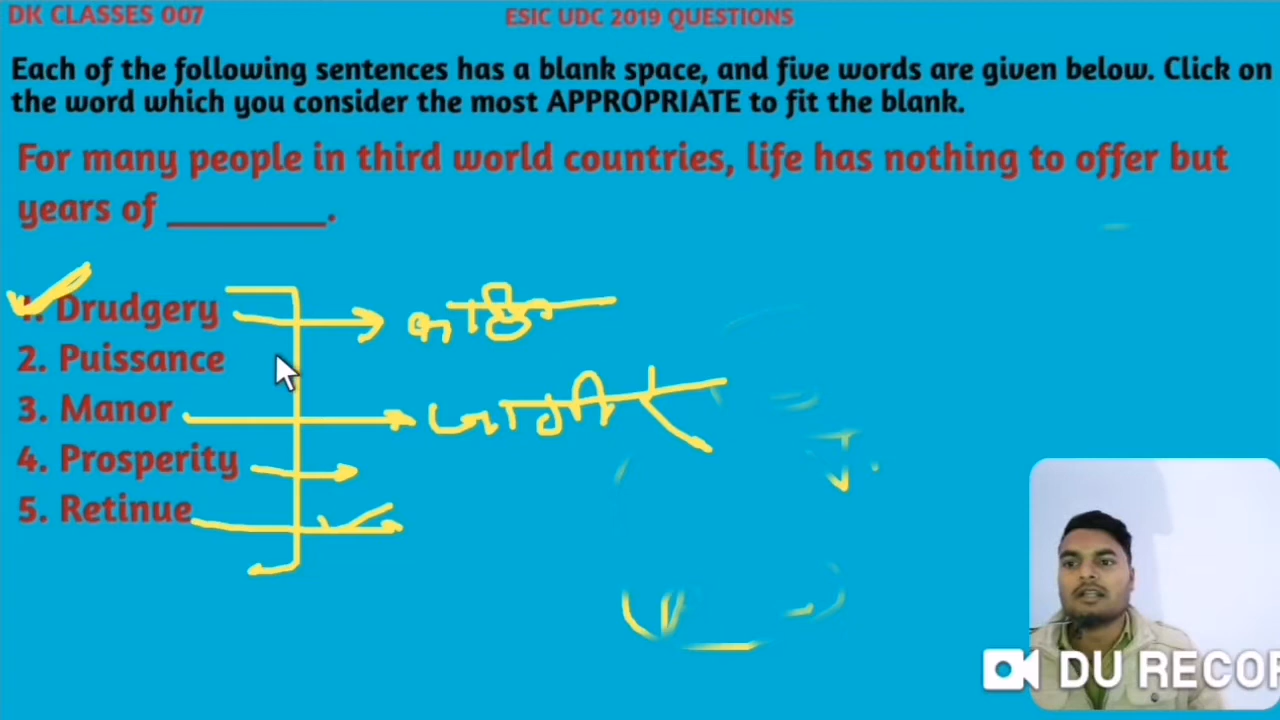 DK CLASSES 007
ESIC UDC 2019 QUESTIONS
Each of the following sentences has a blank space, and five words are given below. Click on
the word which you consider the most APPROPRIATE to fit the blank.
For many people in third world countries, life has nothing to offer but
years of ________.
1. Drudgery
2. Puissance
3. Manor
4. Prosperity
5. Retinue
DU RECOR